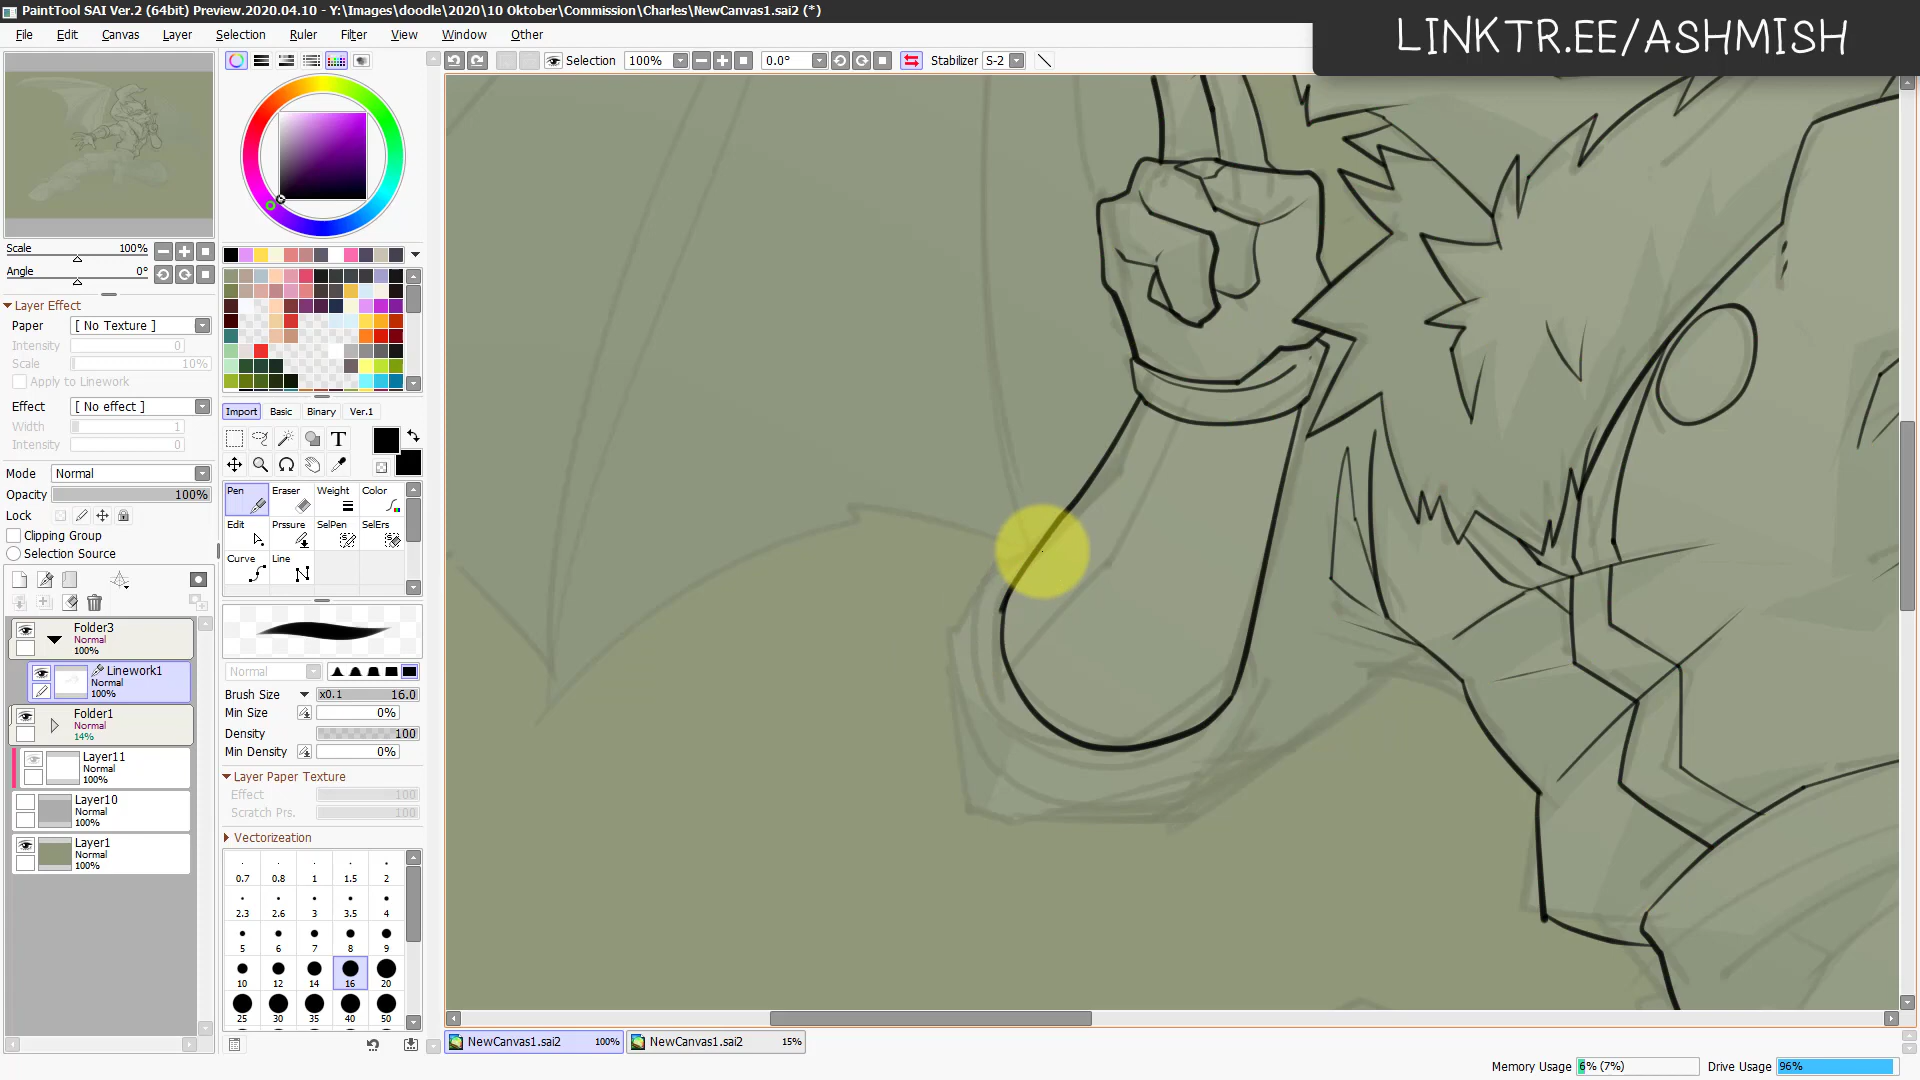 PaintTool SAI Ver.2 (64bit) Preview.2020.04.10 - Y:\Images\doodle\2020\10 Oktober\Commission\Charles\NewCanvas1.sai2 (*)
LINKTR.EE/ASHMISH
File Edit Canvas Layer Selection Ruler Filter View Window Other
Selection 100% 0.0° Stabilizer S-2
Scale 100%
Angle 0°
Layer Effect
Paper [ No Texture ]
Intensity 0
Scale 10%
Apply to Linework
Effect [ No effect ]
Width 1
Intensity 0
Mode Normal
Opacity 100%
Lock
Clipping Group
Selection Source
Folder3
Normal
100%
Linework1
Normal
100%
Folder1
Normal
14%
Layer11
Normal
100%
Layer10
Normal
100%
Layer1
Normal
100%
Import Basic Binary Ver.1
T
Pen Eraser Weight Color
Edit Prssure SelPen SelErs
Curve Line
Normal
Brush Size x0.1 16.0
Min Size 0%
Density 100
Min Density 0%
Layer Paper Texture
Effect 100
Scratch Prs. 100
Vectorization
0.7 0.8 1 1.5 2
2.3 2.6 3 3.5 4
5 6 7 8 9
10 12 14 16 20
25 30 35 40 50
NewCanvas1.sai2 100% NewCanvas1.sai2 15%
Memory Usage 6% (7%) Drive Usage 96%